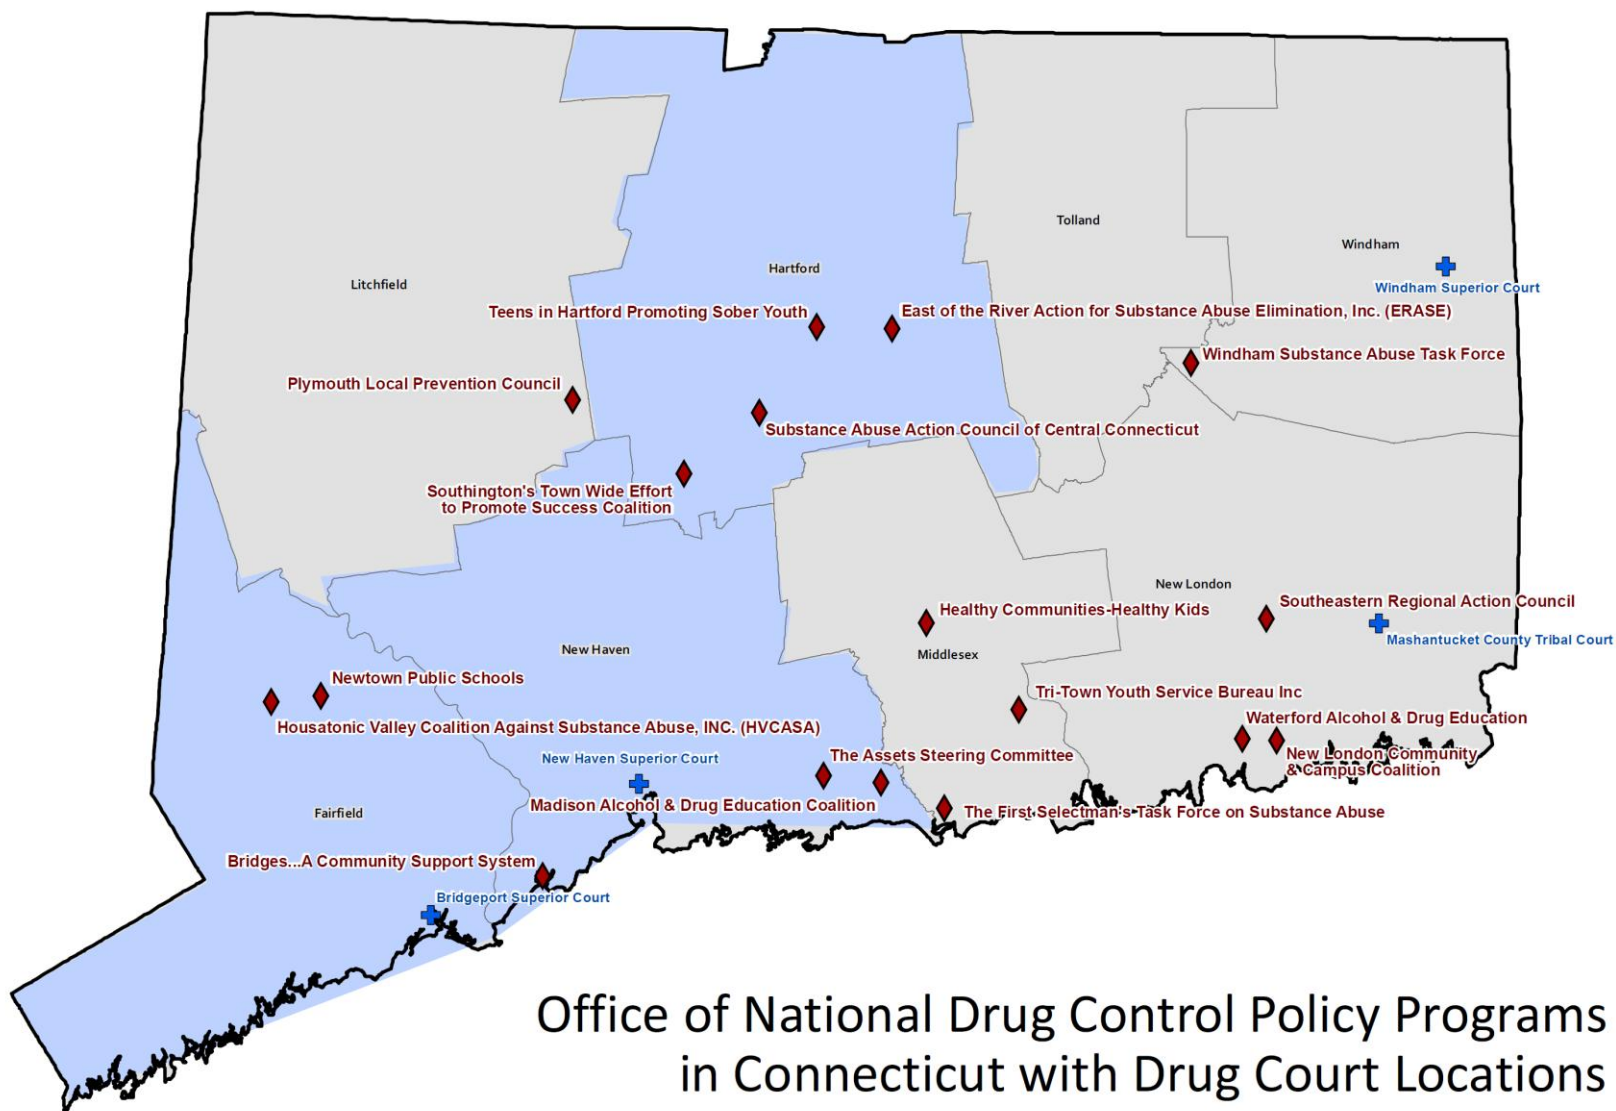 Tolland
Windham
Hartford
Litchfield
Windham Superior Court
Teens in Hartford Promoting Sober Youth
East of the River Action for Substance Abuse Elimination, Inc. (ERASE)
Windham Substance Abuse Task Force
Plymouth Local Prevention Council
Substance Abuse Action Council of Central Connecticut
Southington's Town Wide Effort
to Promote Success Coalition
New London
Southeastern Regional Action Council
Healthy Communities-Healthy Kids
Mashantucket County Tribal Court
New Haven
Middlesex
Newtown Public Schools
Tri-Town Youth Service Bureau Inc
Housatonic Valley Coalition Against Substance Abuse, INC. (HVCASA)
Waterford Alcohol & Drug Education
New Haven Superior Court
The Assets Steering Committee
New London Community
& Campus Coalition
Madison Alcohol & Drug Education Coalition
Fairfield
The First Selectman's Task Force on Substance Abuse
Bridges...A Community Support System
Bridgeport Superior Court
Office of National Drug Control Policy Programs
in Connecticut with Drug Court Locations